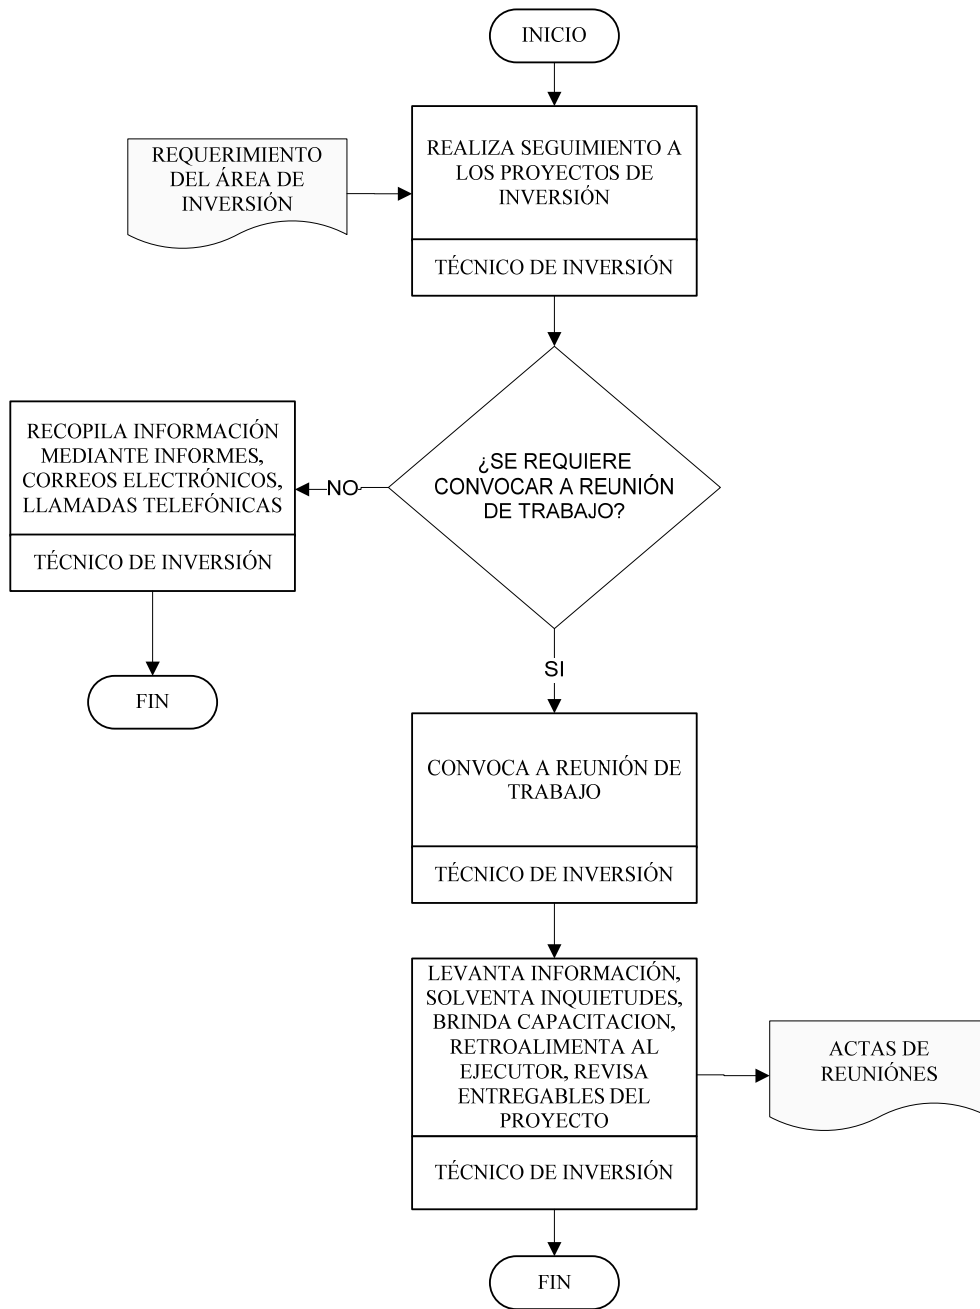 INICIO
REALIZA SEGUIMIENTO A
LOS PROYECTOS DE
INVERSIÓN
TÉCNICO DE INVERSIÓN
REQUERIMIENTO
DEL ÁREA DE
INVERSIÓN
¿SE REQUIERE
CONVOCAR A REUNIÓN
DE TRABAJO?
NO
RECOPILA INFORMACIÓN
MEDIANTE INFORMES,
CORREOS ELECTRÓNICOS,
LLAMADAS TELEFÓNICAS
TÉCNICO DE INVERSIÓN
FIN
SI
CONVOCA A REUNIÓN DE
TRABAJO
TÉCNICO DE INVERSIÓN
LEVANTA INFORMACIÓN,
SOLVENTA INQUIETUDES,
BRINDA CAPACITACION,
RETROALIMENTA AL
EJECUTOR, REVISA
ENTREGABLES DEL
PROYECTO
TÉCNICO DE INVERSIÓN
ACTAS DE
REUNIÓNES
FIN